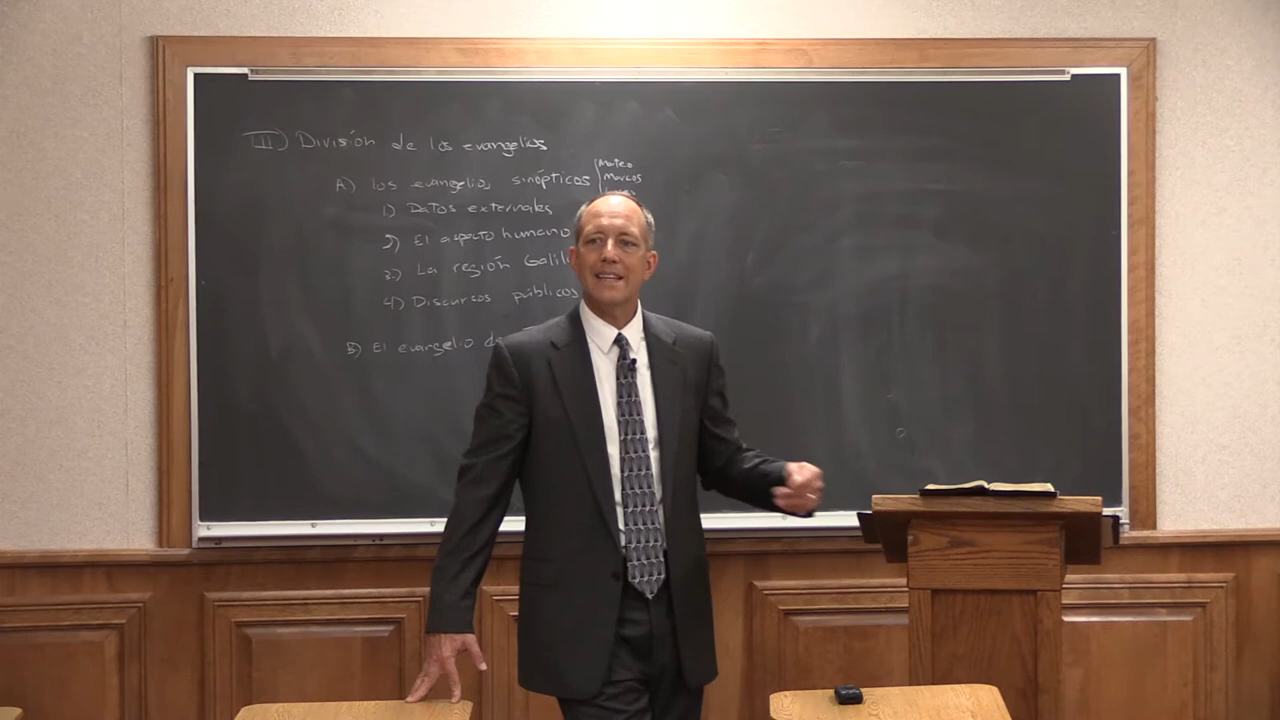 III) División de los evangelios
A) los evangelios sinópticos
Mateo
Marcos
1) Datos externales
2) El aspecto humano
3) La región
4) Discursos públicos
B) El evangelio de